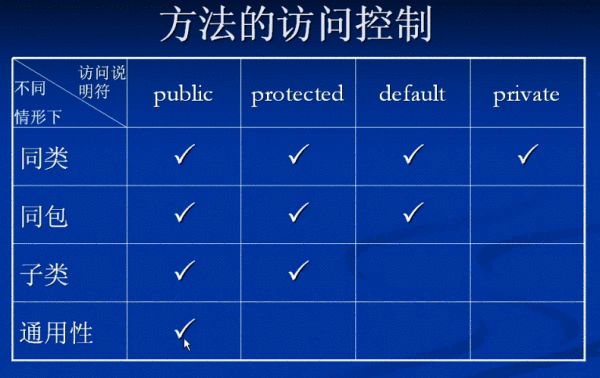 方法的访问控制
访问说
明符
不同
情形下
public protected default private
同类 ✓ ✓ ✓ ✓
同包 ✓ ✓ ✓
子类 ✓ ✓
通用性 ✓